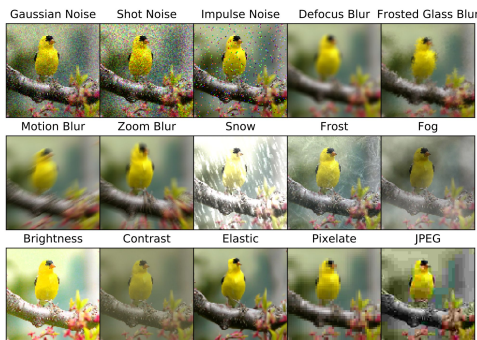 Gaussian Noise Shot Noise Impulse Noise Defocus Blur Frosted Glass Blur
Motion Blur Zoom Blur Snow Frost Fog
Brightness Contrast Elastic Pixelate JPEG